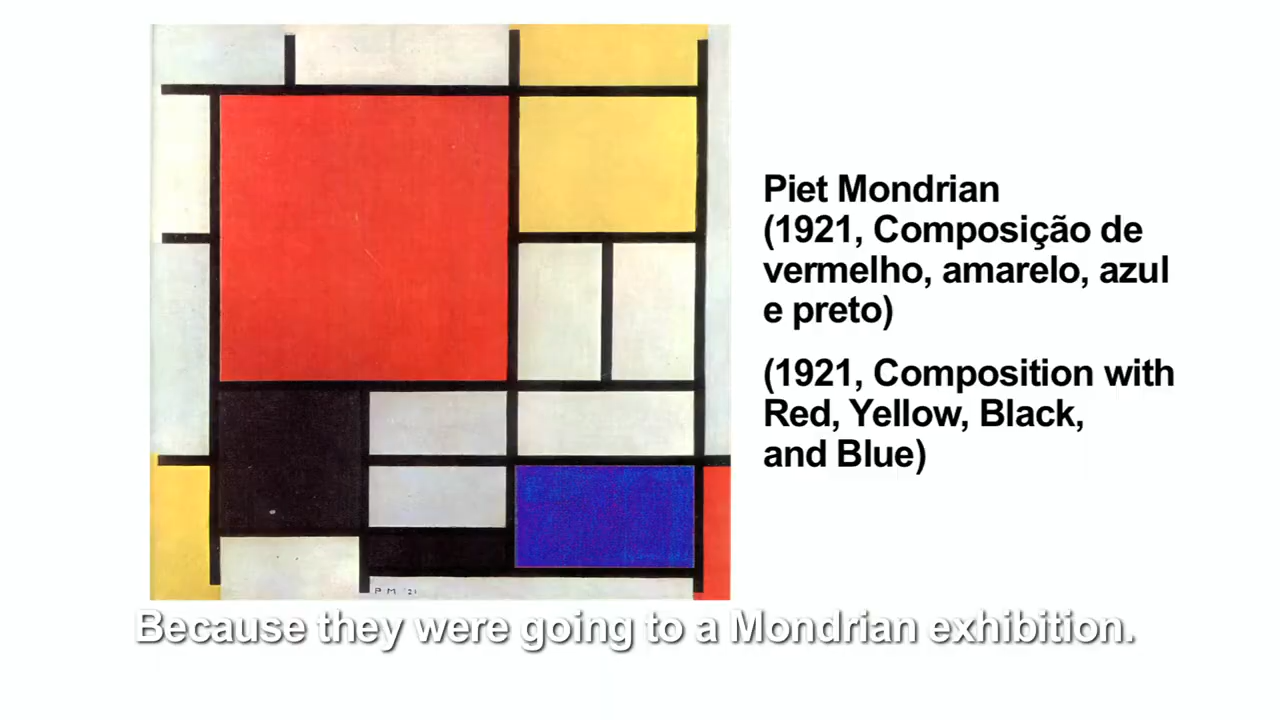 Piet Mondrian
(1921, Composição de
vermelho, amarelo, azul
e preto)
(1921, Composition with
Red, Yellow, Black,
and Blue)
P M '21
Because they were going to a Mondrian exhibition.